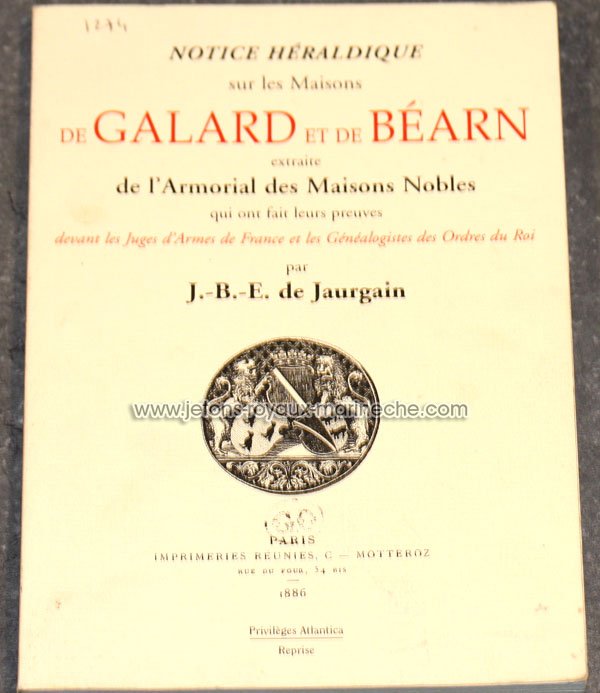 1274
NOTICE HÉRALDIQUE
sur les Maisons
DE GALARD ET DE BÉARN
extraite
de l'Armorial des Maisons Nobles
qui ont fait leurs preuves
devant les Juges d'Armes de France et les Généalogistes des Ordres du Roi
par
J.-B.-E. de Jaurgain
www.jetons-royaux-marineche.com
PARIS
IMPRIMERIES RÉUNIES, C — MOTTEROZ
RUE DU FOUR, 54 BIS
1886
Privilèges Atlantica
Reprise